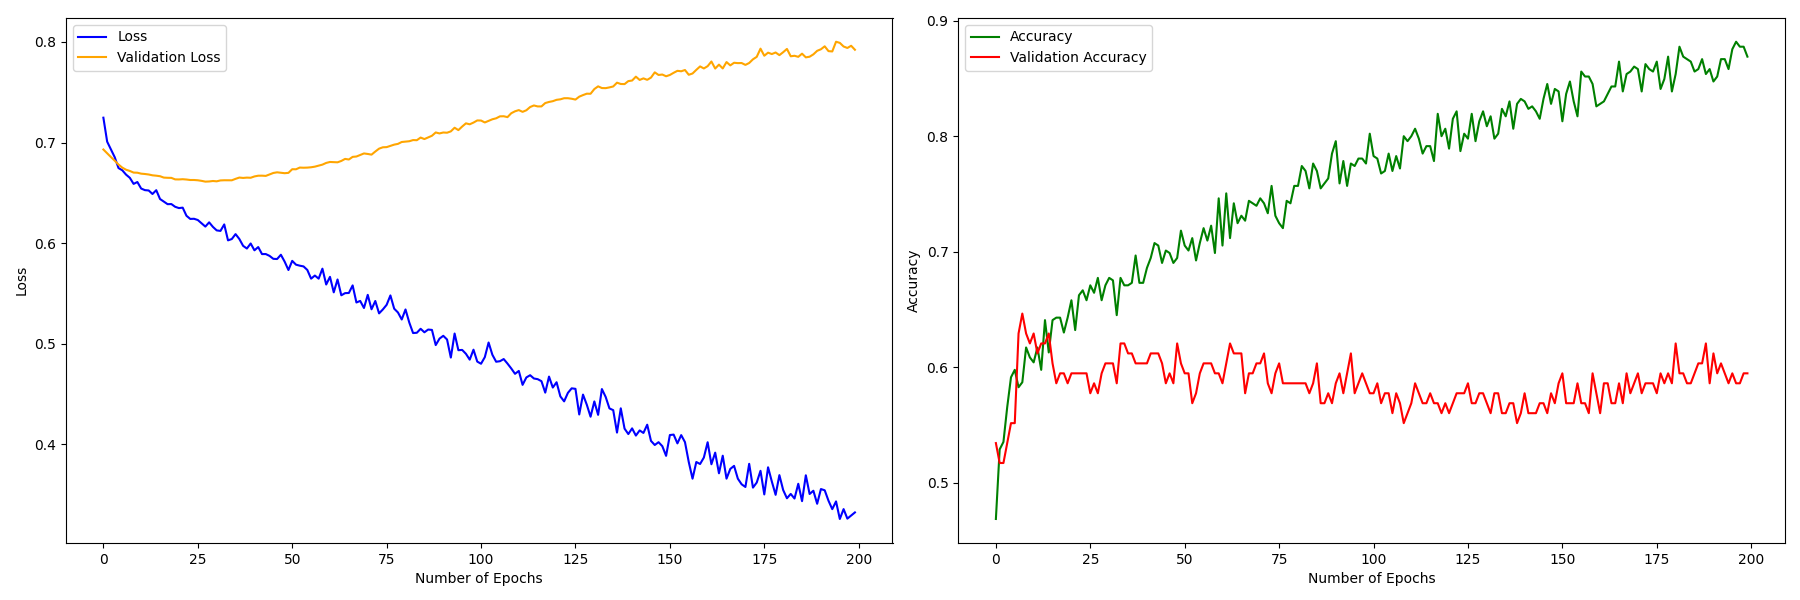 Loss
Validation Loss
0.8
0.7
0.6
0.5
0.4
Loss
0 25 50 75 100 125 150 175 200
Number of Epochs
Accuracy
Validation Accuracy
0.9
0.8
0.7
0.6
0.5
Accuracy
0 25 50 75 100 125 150 175 200
Number of Epochs